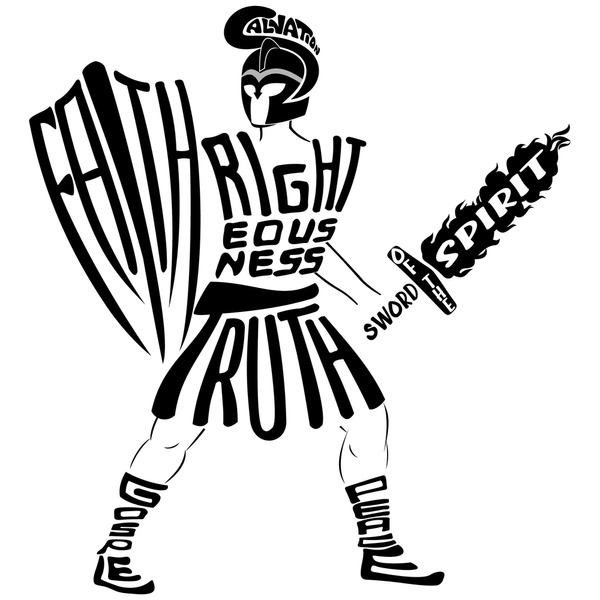 SALVATION
FAITH
RIGHT
EOUS
NESS
SWORD
OF THE
SPIRIT
TRUTH
GOSPEL
PEACE